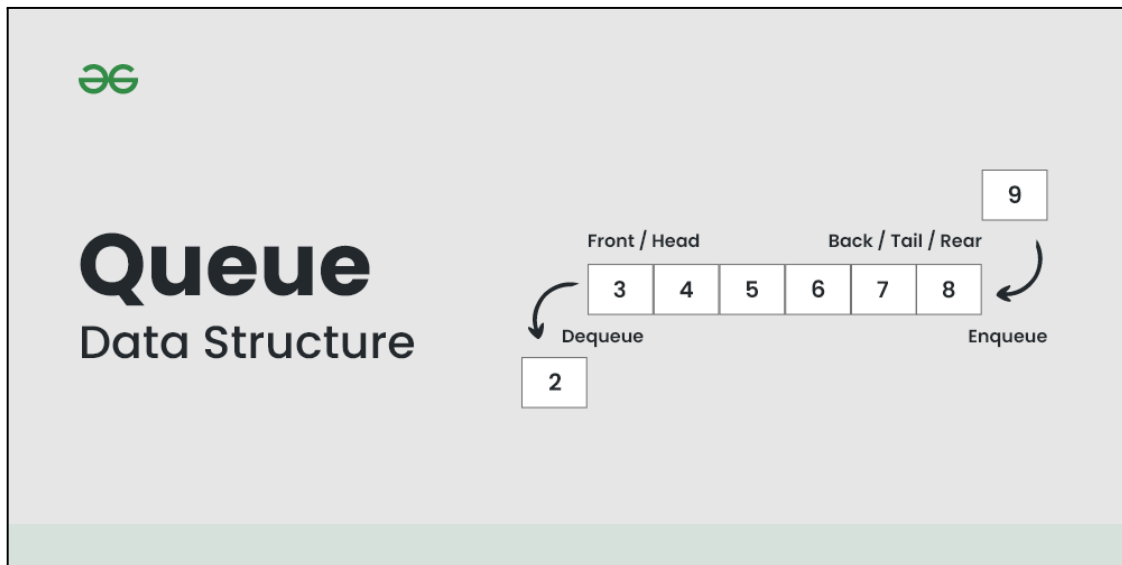 Queue
Data Structure
9
Front / Head Back / Tail / Rear
3 4 5 6 7 8
Dequeue Enqueue
2